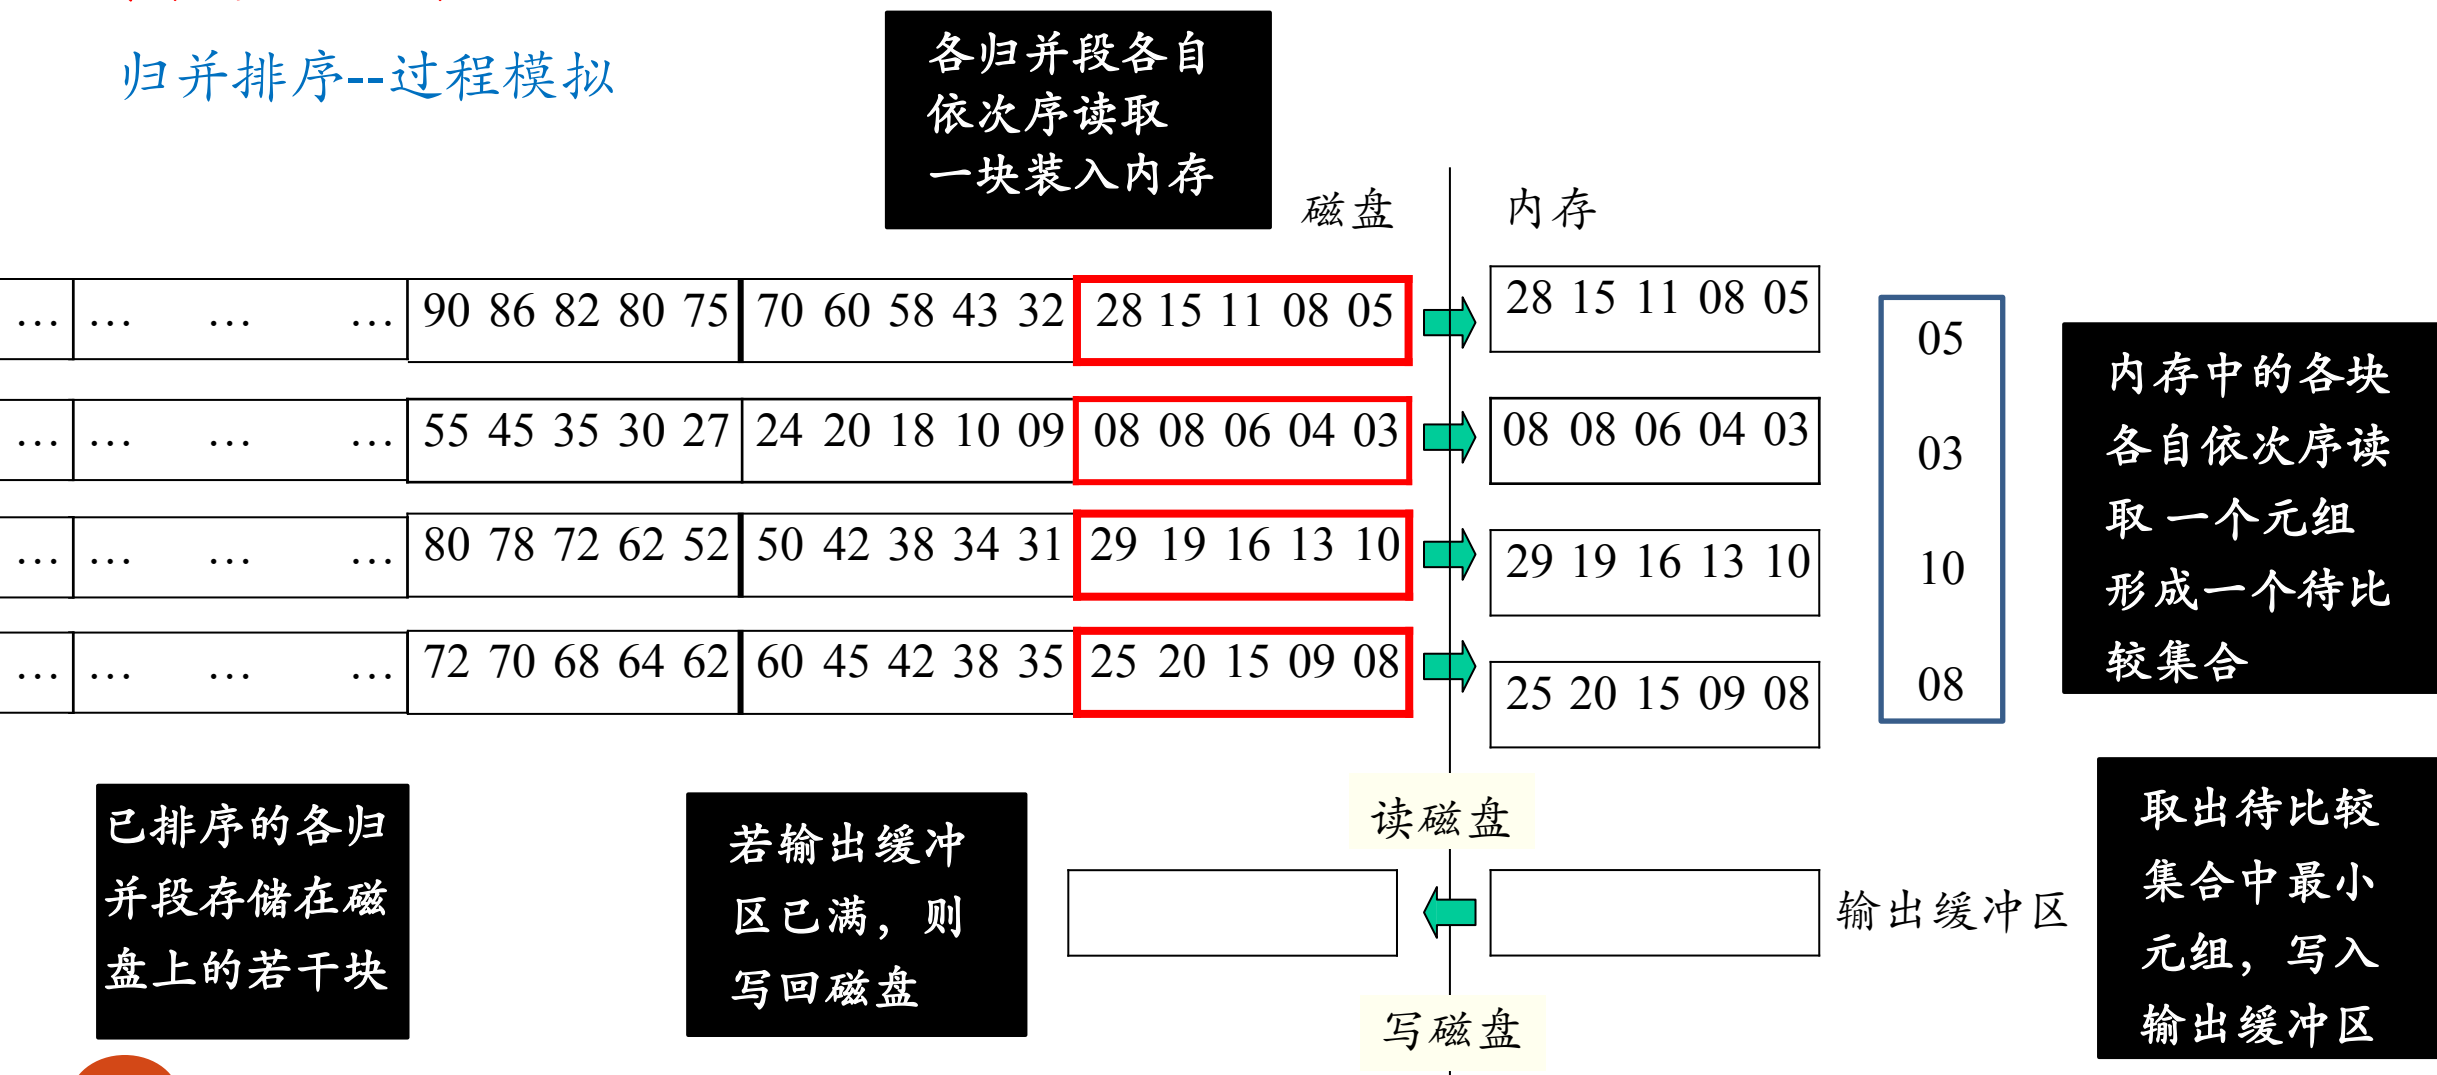 归并排序--过程模拟
各归并段各自
依次序读取
一块装入内存
磁盘 内存
… … … … 90 86 82 80 75 70 60 58 43 32 28 15 11 08 05 28 15 11 08 05 05
… … … … 55 45 35 30 27 24 20 18 10 09 08 08 06 04 03 08 08 06 04 03 03
… … … … 80 78 72 62 52 50 42 38 34 31 29 19 16 13 10 29 19 16 13 10 10
… … … … 72 70 68 64 62 60 45 42 38 35 25 20 15 09 08 25 20 15 09 08 08
内存中的各块
各自依次序读
取一个元组
形成一个待比
较集合
已排序的各归
并段存储在磁
盘上的若干块
若输出缓冲
区已满，则
写回磁盘
读磁盘
输出缓冲区
写磁盘
取出待比较
集合中最小
元组，写入
输出缓冲区